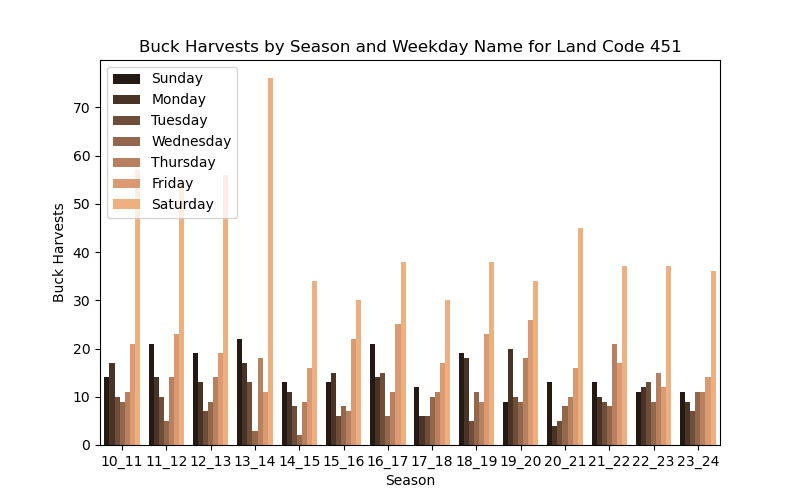 Buck Harvests by Season and Weekday Name for Land Code 451
Sunday
Monday
Tuesday
Wednesday
Thursday
Friday
Saturday
70
60
50
40
30
20
10
0
Buck Harvests
10_11 11_12 12_13 13_14 14_15 15_16 16_17 17_18 18_19 19_20 20_21 21_22 22_23 23_24
Season